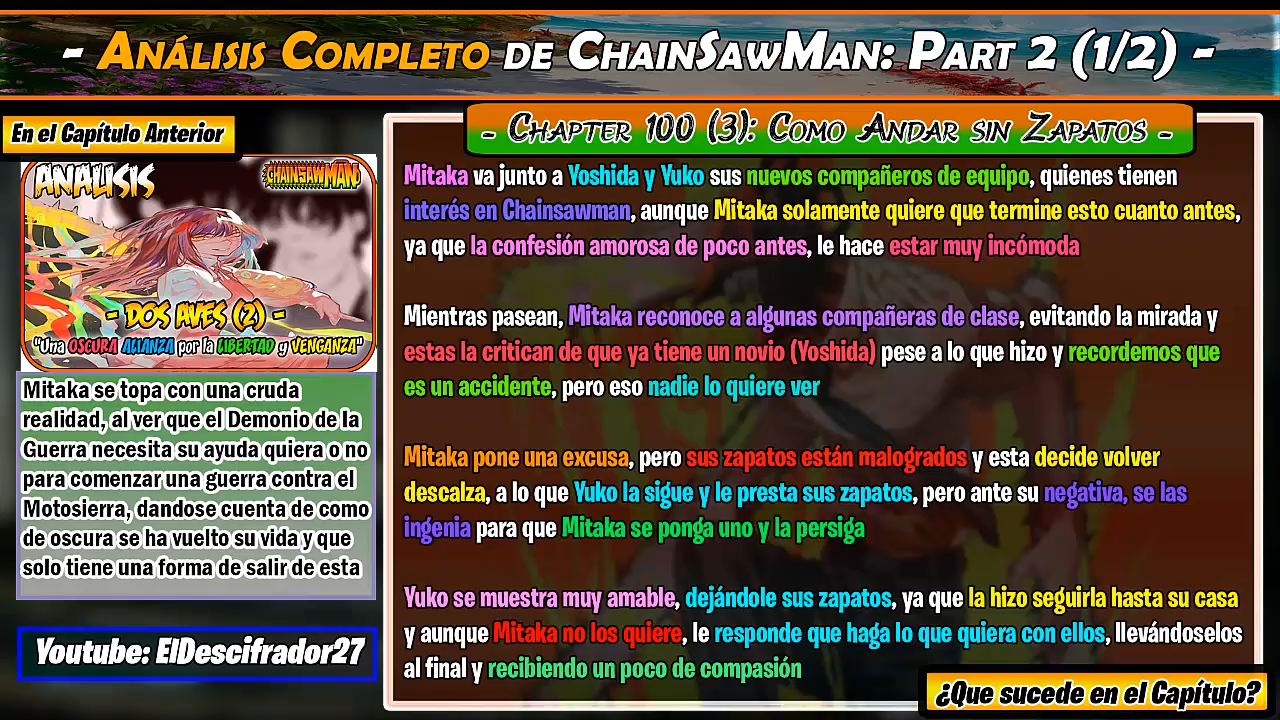 - Análisis Completo de ChainSawMan: Part 2 (1/2) -
En el Capítulo Anterior
ANALISIS
CHAINSAWMAN
- DOS AVES (2) -
"Una OSCURA ALIANZA por la LIBERTAD y VENGANZA"
Mitaka se topa con una cruda
realidad, al ver que el Demonio de la
Guerra necesita su ayuda quiera o no
para comenzar una guerra contra el
Motosierra, dandose cuenta de como
de oscura se ha vuelto su vida y que
solo tiene una forma de salir de esta
Youtube: ElDescifrador27
- Chapter 100 (3): Como Andar sin Zapatos -
Mitaka va junto a Yoshida y Yuko sus nuevos compañeros de equipo, quienes tienen
interés en Chainsawman, aunque Mitaka solamente quiere que termine esto cuanto antes,
ya que la confesión amorosa de poco antes, le hace estar muy incómoda
Mientras pasean, Mitaka reconoce a algunas compañeras de clase, evitando la mirada y
estas la critican de que ya tiene un novio (Yoshida) pese a lo que hizo y recordemos que
es un accidente, pero eso nadie lo quiere ver
Mitaka pone una excusa, pero sus zapatos están malogrados y esta decide volver
descalza, a lo que Yuko la sigue y le presta sus zapatos, pero ante su negativa, se las
ingenia para que Mitaka se ponga uno y la persiga
Yuko se muestra muy amable, dejándole sus zapatos, ya que la hizo seguirla hasta su casa
y aunque Mitaka no los quiere, le responde que haga lo que quiera con ellos, llevándoselos
al final y recibiendo un poco de compasión
¿Que sucede en el Capítulo?